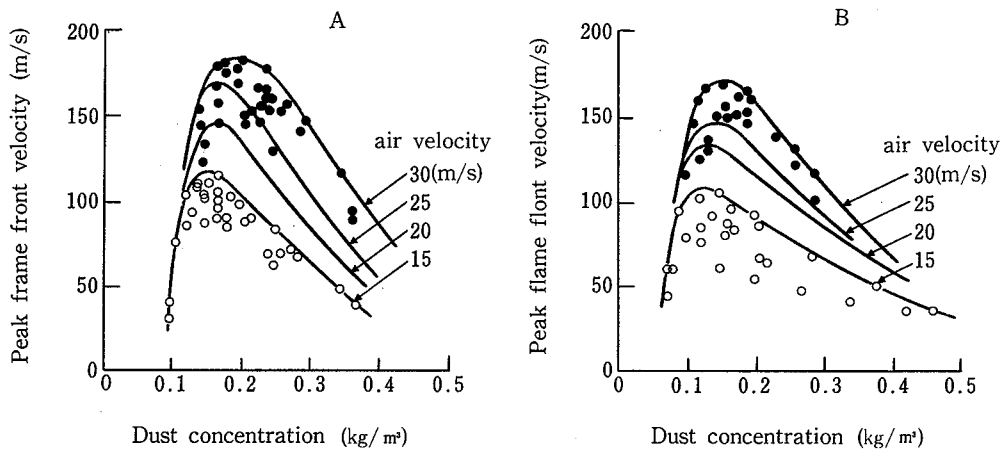 A
Peak frame front velocity (m/s)
200
150
100
50
0
0
0.1
0.2
0.3
0.4
0.5
air velocity
30(m/s)
25
20
15
Dust concentration (kg/m³)
B
Peak flame flont velocity(m/s)
200
150
100
50
0
0
0.1
0.2
0.3
0.4
0.5
air velocity
30(m/s)
25
20
15
Dust concentration (kg/m³)